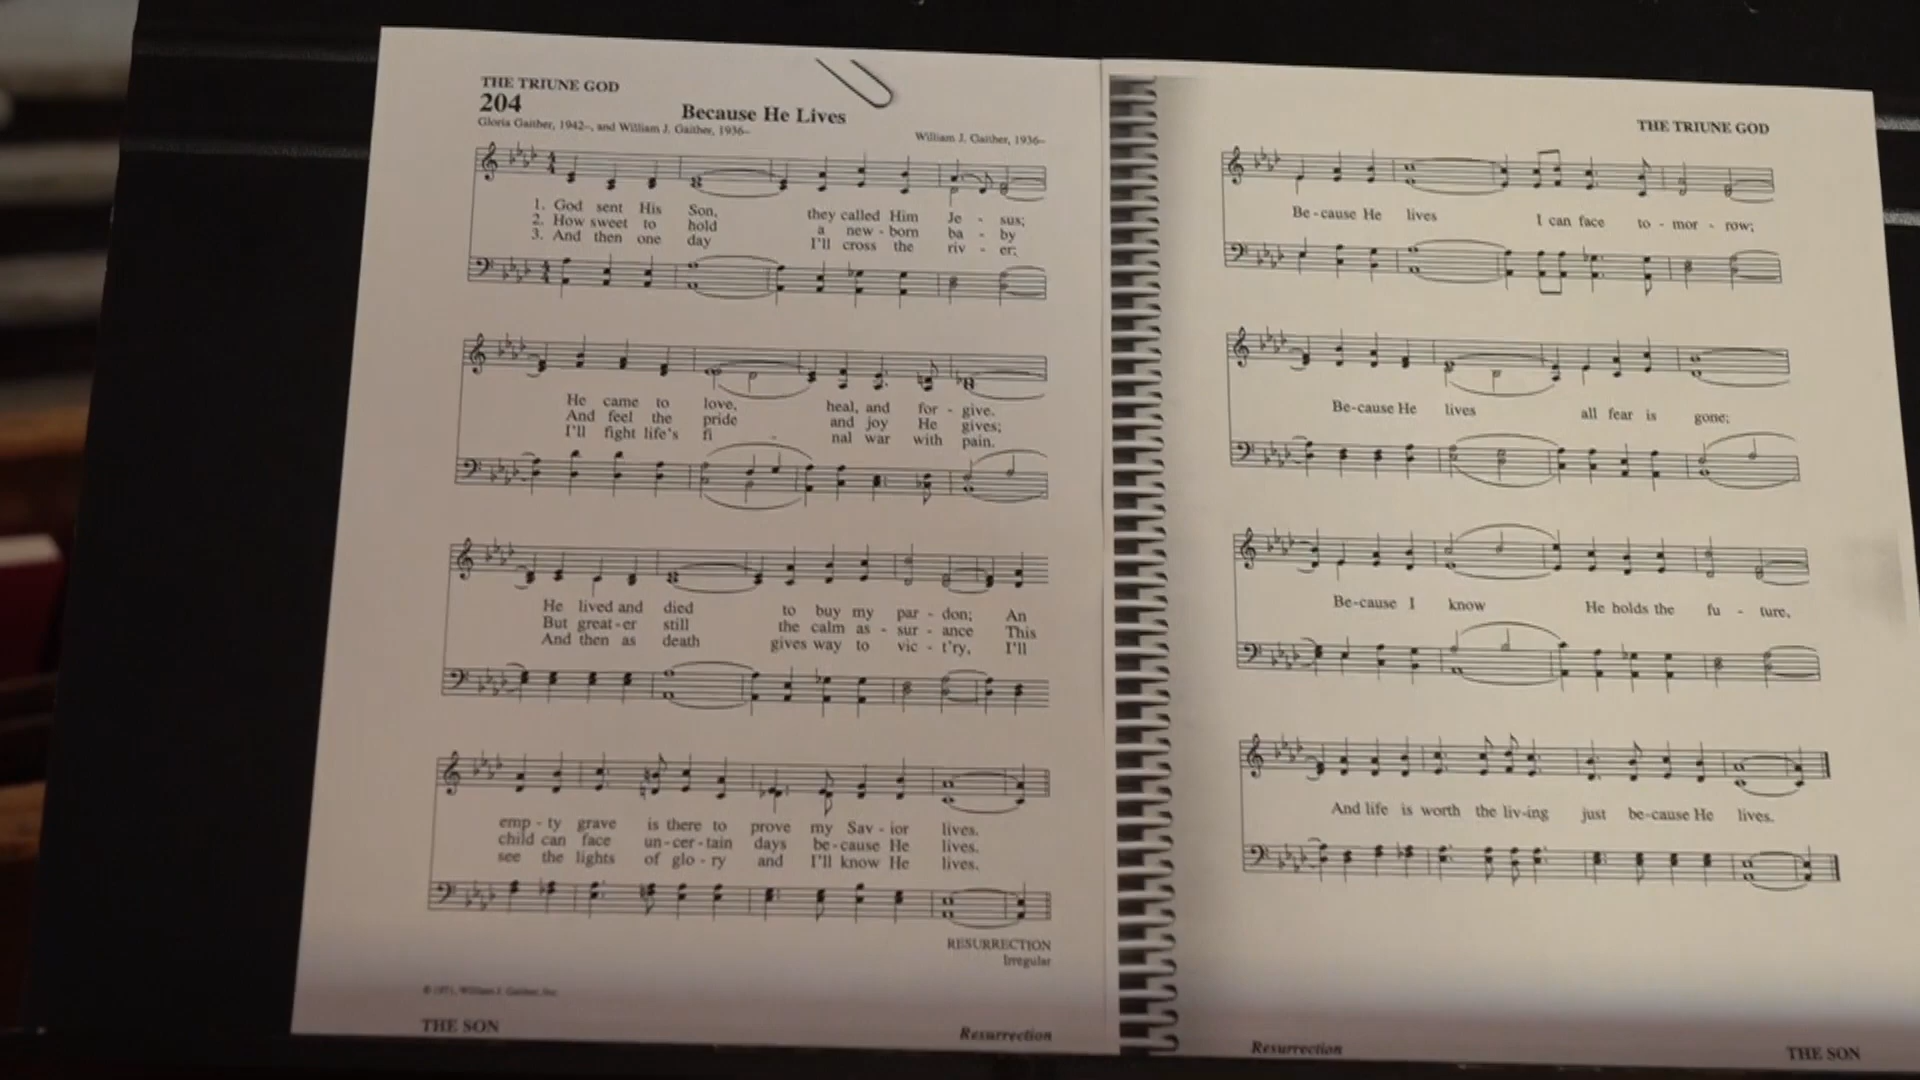 THE TRIUNE GOD
204
Because He Lives
Gloria Gaither, 1942–, and William J. Gaither, 1936–
William J. Gaither, 1936–
1. God sent His Son, they called Him Je - sus;
2. How sweet to hold a new - born ba - by
3. And then one day I'll cross the riv - er;
He came to love, heal, and for - give.
And feel the pride and joy He gives;
I'll fight life's fi - nal war with pain.
He lived and died to buy my par - don; An
But great - er still the calm as - sur - ance This
And then as death gives way to vic - t'ry, I'll
emp - ty grave is there to prove my Sav - ior lives.
child can face un - cer - tain days be - cause He lives.
see the lights of glo - ry and I'll know He lives.
RESURRECTION
Irregular
© 1971, William J. Gaither, Inc.
THE SON
Resurrection
THE TRIUNE GOD
Be - cause He lives I can face to - mor - row;
Be - cause He lives all fear is gone;
Be - cause I know He holds the fu - ture,
And life is worth the liv - ing just be - cause He lives.
Resurrection
THE SON